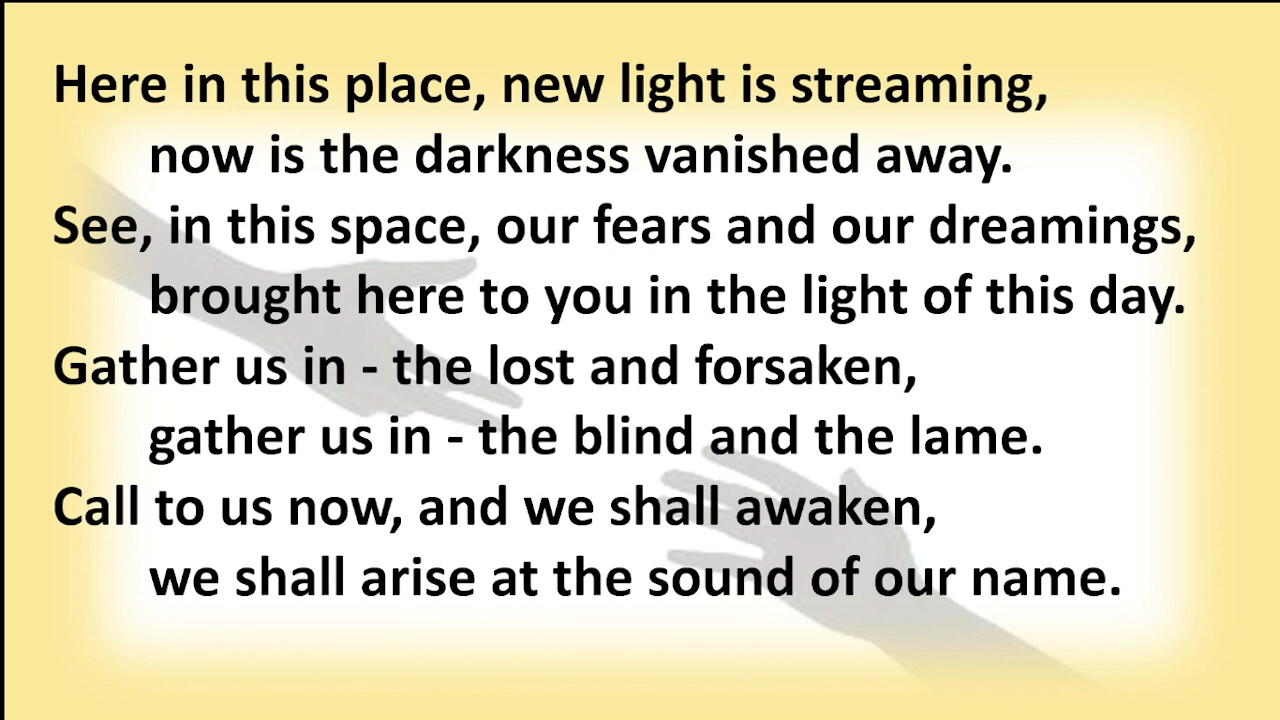 Here in this place, new light is streaming,
now is the darkness vanished away.
See, in this space, our fears and our dreamings,
brought here to you in the light of this day.
Gather us in - the lost and forsaken,
gather us in - the blind and the lame.
Call to us now, and we shall awaken,
we shall arise at the sound of our name.